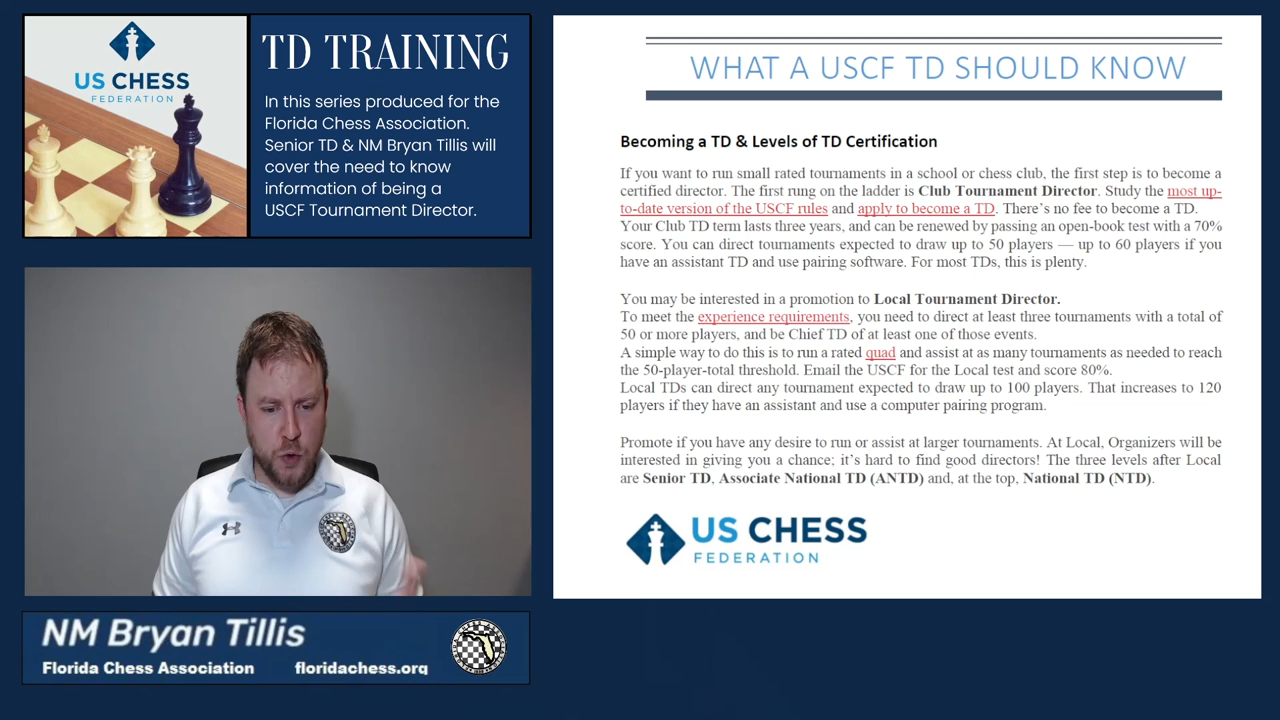 US CHESS
FEDERATION
TD TRAINING
In this series produced for the
Florida Chess Association.
Senior TD & NM Bryan Tillis will
cover the need to know
information of being a
USCF Tournament Director.
NM Bryan Tillis
Florida Chess Association floridachess.org
WHAT A USCF TD SHOULD KNOW
Becoming a TD & Levels of TD Certification
If you want to run small rated tournaments in a school or chess club, the first step is to become a
certified director. The first rung on the ladder is Club Tournament Director. Study the most up-
to-date version of the USCF rules and apply to become a TD. There's no fee to become a TD.
Your Club TD term lasts three years, and can be renewed by passing an open-book test with a 70%
score. You can direct tournaments expected to draw up to 50 players — up to 60 players if you
have an assistant TD and use pairing software. For most TDs, this is plenty.
You may be interested in a promotion to Local Tournament Director.
To meet the experience requirements, you need to direct at least three tournaments with a total of
50 or more players, and be Chief TD of at least one of those events.
A simple way to do this is to run a rated quad and assist at as many tournaments as needed to reach
the 50-player-total threshold. Email the USCF for the Local test and score 80%.
Local TDs can direct any tournament expected to draw up to 100 players. That increases to 120
players if they have an assistant and use a computer pairing program.
Promote if you have any desire to run or assist at larger tournaments. At Local, Organizers will be
interested in giving you a chance; it's hard to find good directors! The three levels after Local
are Senior TD, Associate National TD (ANTD) and, at the top, National TD (NTD).
US CHESS
FEDERATION